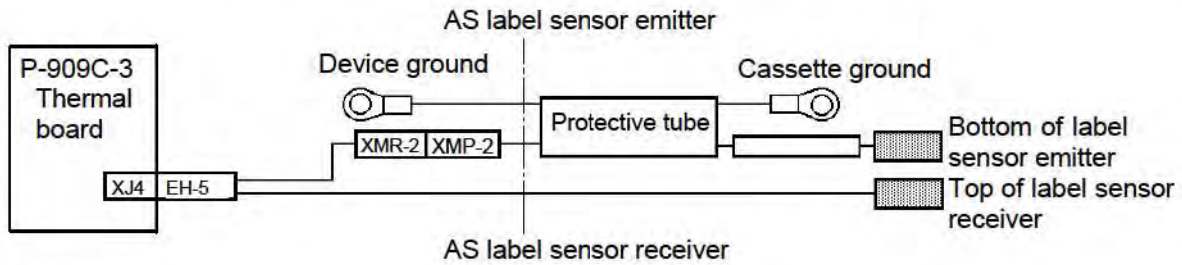 AS label sensor emitter
P-909C-3
Thermal
board
Device ground
Cassette ground
Protective tube
XMR-2 XMP-2
Bottom of label
sensor emitter
XJ4 EH-5
Top of label sensor
receiver
AS label sensor receiver